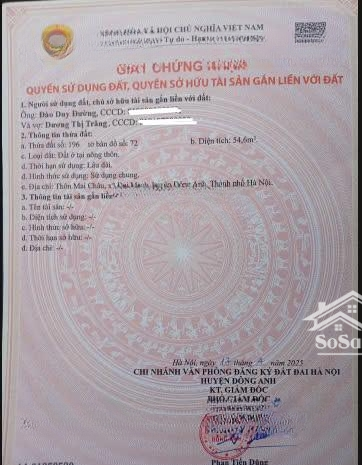 CỘNG HÒA XÃ HỘI CHỦ NGHĨA VIỆT NAM
Độc lập - Tự do - Hạnh phúc
GIẤY CHỨNG NHẬN
QUYỀN SỬ DỤNG ĐẤT, QUYỀN SỞ HỮU TÀI SẢN GẮN LIỀN VỚI ĐẤT
1. Người sử dụng đất, chủ sở hữu tài sản gắn liền với đất:
Ông: Đào Duy Đường, CCCD:
Và vợ: Dương Thị Trang, CCCD:
2. Thông tin thửa đất:
a. Thửa đất số: 196 tờ bản đồ số: 72 b. Diện tích: 54,6m²
c. Loại đất: Đất ở tại nông thôn.
d. Thời hạn sử dụng: Lâu dài.
đ. Hình thức sử dụng: Sử dụng chung.
e. Địa chỉ: Thôn Mai Châu, xã Đại Mạch, huyện Đông Anh, Thành phố Hà Nội.
3. Thông tin tài sản gắn liền
a. Tên tài sản: -/-
b. Diện tích sử dụng: -/-
c. Hình thức sở hữu: -/-
d. Thời hạn sở hữu: -/-
đ. Địa chỉ: -/-
SoSa
Hà Nội, ngày 17 tháng 4 năm 2025
CHI NHÁNH VĂN PHÒNG ĐĂNG KÝ ĐẤT ĐAI HÀ NỘI
HUYỆN ĐÔNG ANH
KT. GIÁM ĐỐC
PHÓ GIÁM ĐỐC
Phan Tiến Dũng